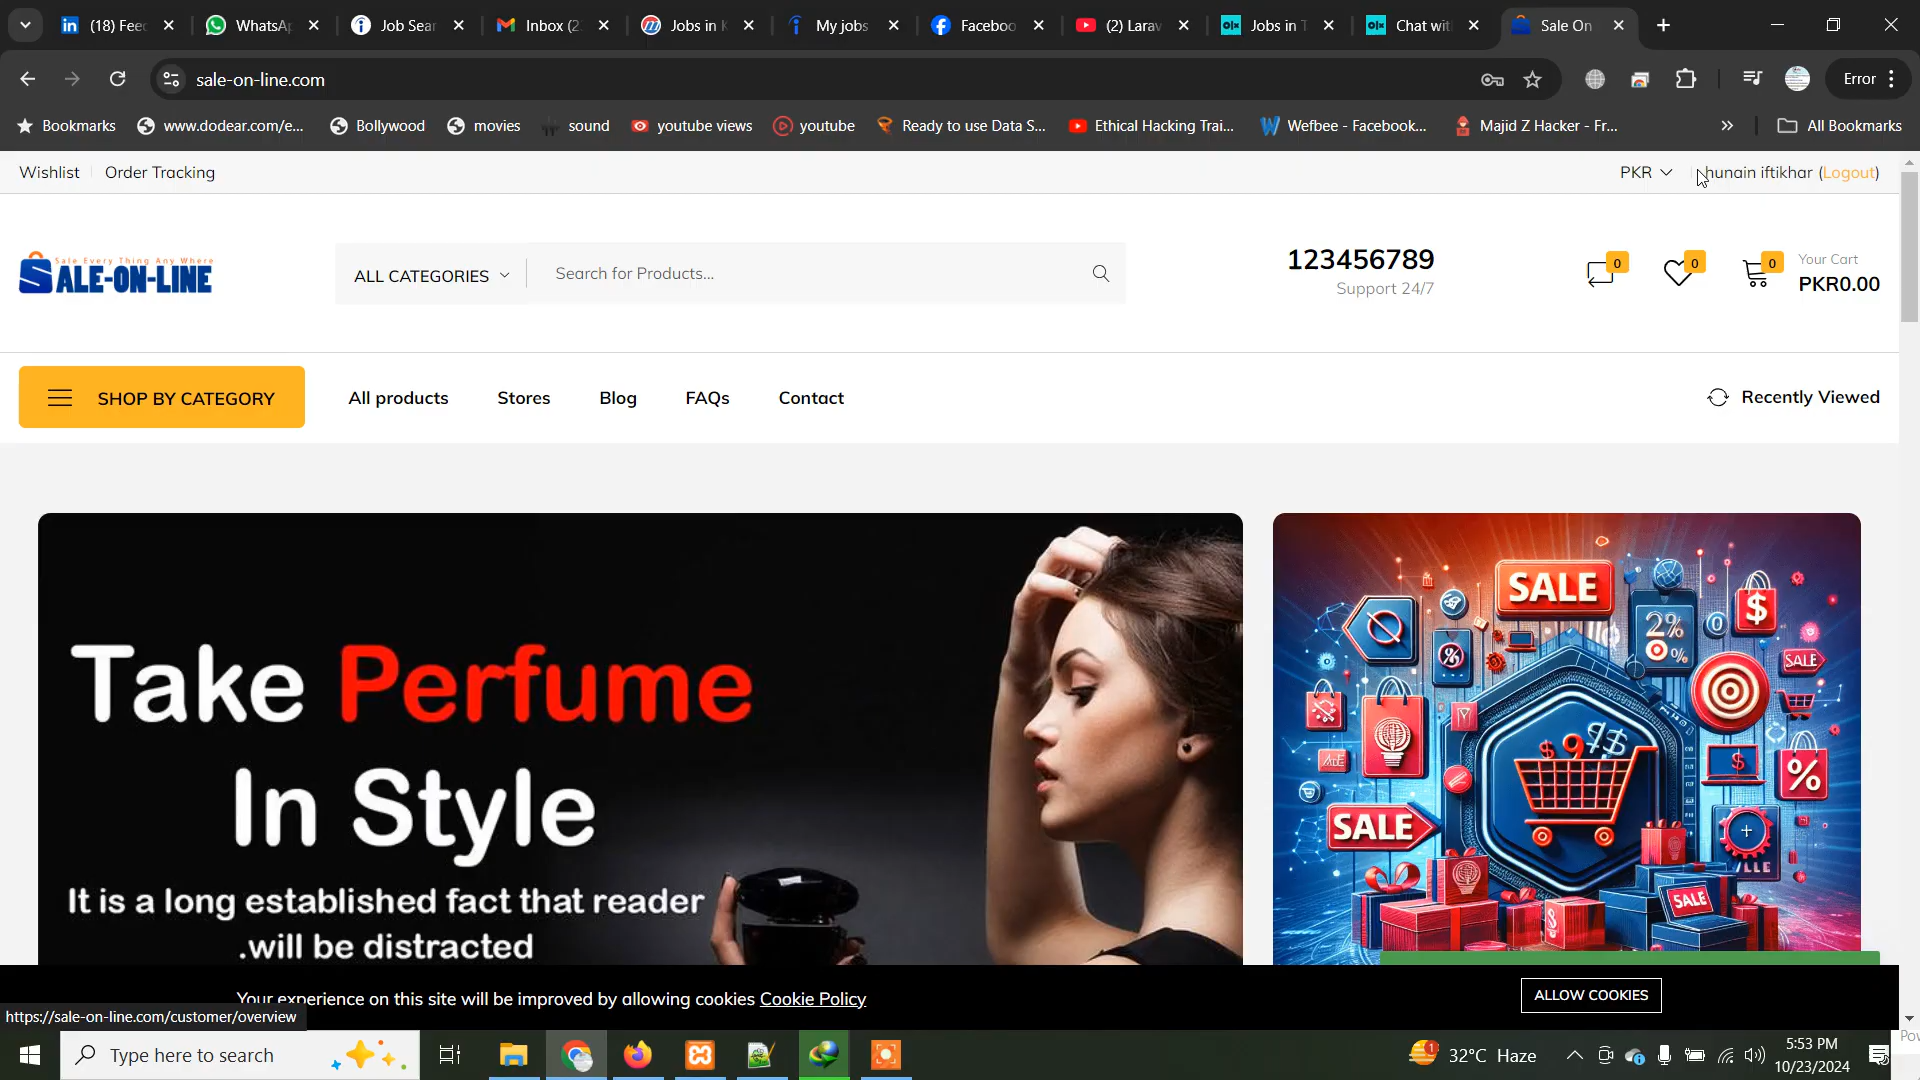 (18) Feed
WhatsAp
Job Sear
Inbox (2
Jobs in K
My jobs
Faceboo
(2) Larav
Jobs in T
Chat wit
Sale On
sale-on-line.com
Error
Bookmarks
www.dodear.com/e...
Bollywood
movies
sound
youtube views
youtube
Ready to use Data S...
Ethical Hacking Trai...
Wefbee - Facebook...
Majid Z Hacker - Fr...
All Bookmarks
Wishlist
Order Tracking
PKR
hunain iftikhar (Logout)
Sale Every Thing Any Where
SALE-ON-LINE
ALL CATEGORIES
Search for Products...
123456789
Support 24/7
0
0
0
Your Cart
PKR0.00
SHOP BY CATEGORY
All products
Stores
Blog
FAQs
Contact
Recently Viewed
Take Perfume
In Style
It is a long established fact that reader
.will be distracted
SALE
2%
%
$
SALE
SALE
Your experience on this site will be improved by allowing cookies Cookie Policy
ALLOW COOKIES
https://sale-on-line.com/customer/overview
Type here to search
32°C Haze
5:53 PM
10/23/2024